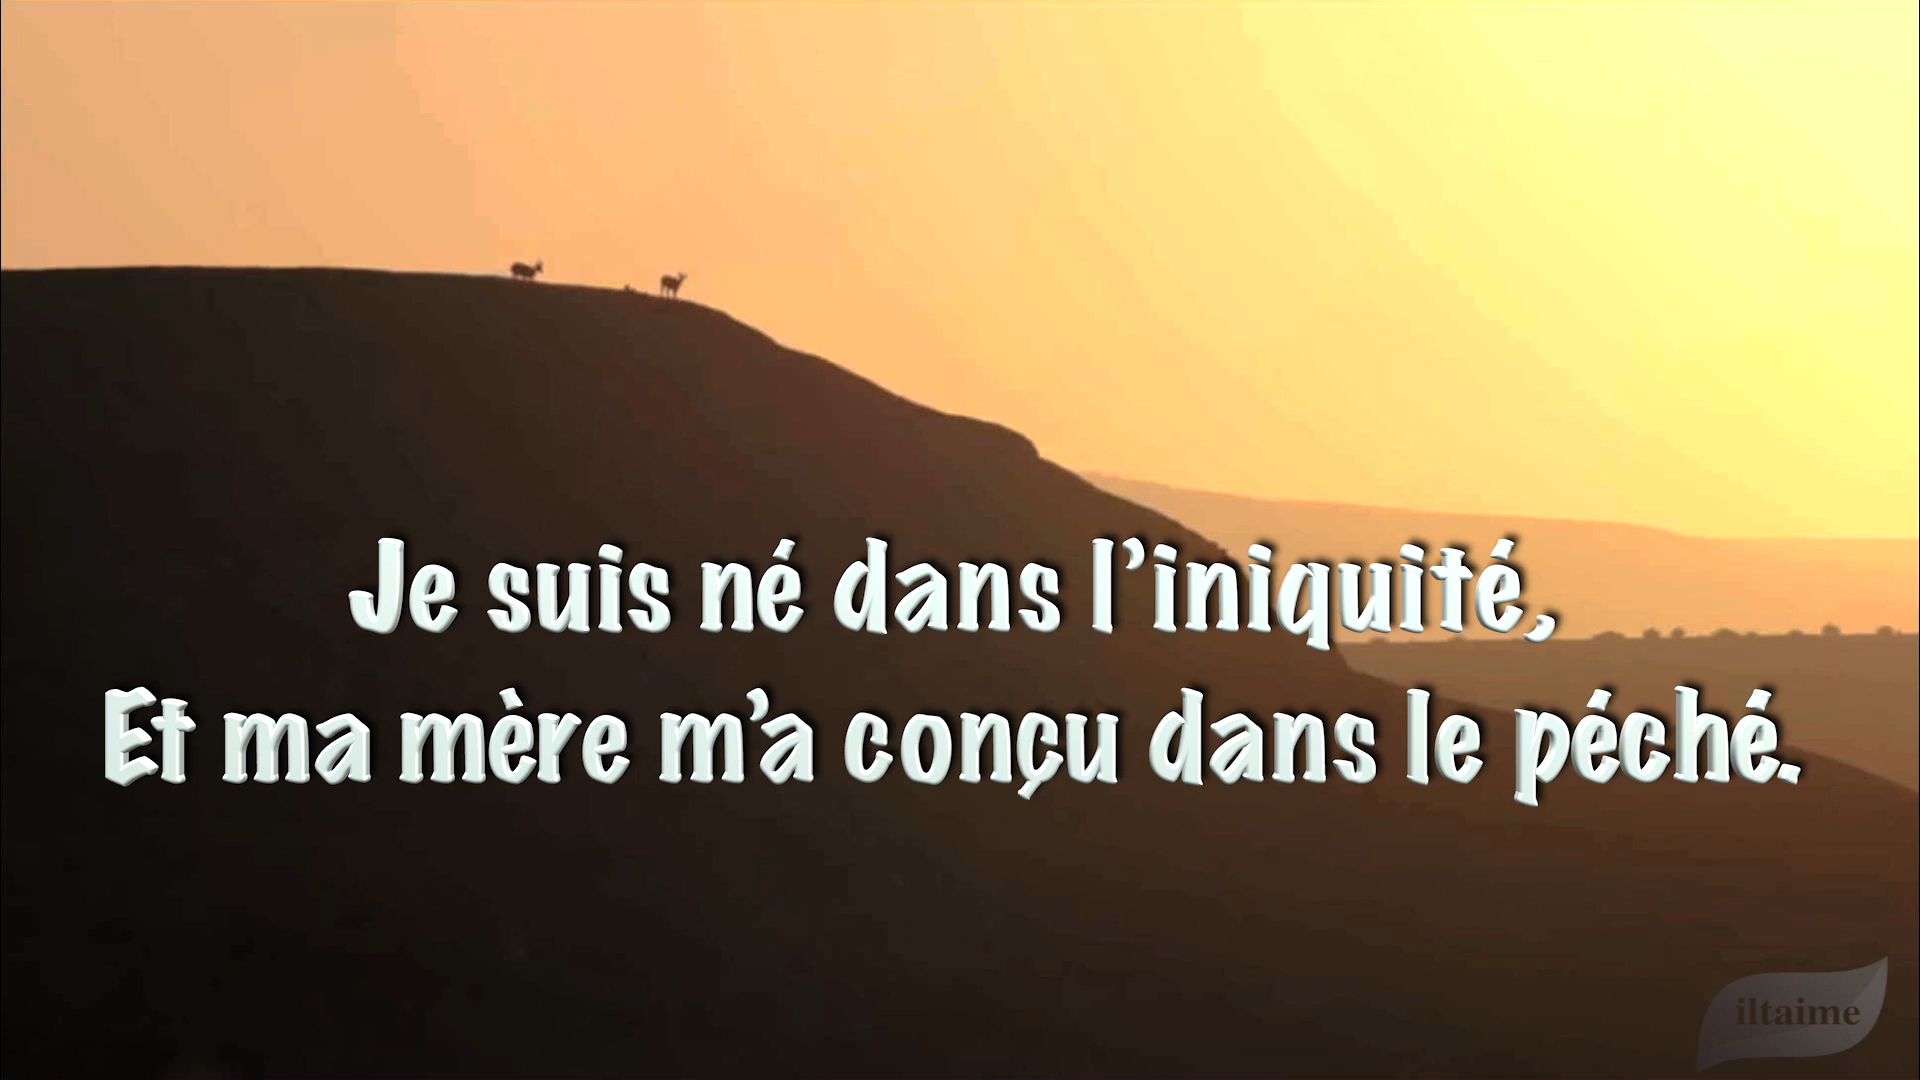 Je suis né dans l'iniquité,
Et ma mère m'a conçu dans le péché.
iltaime